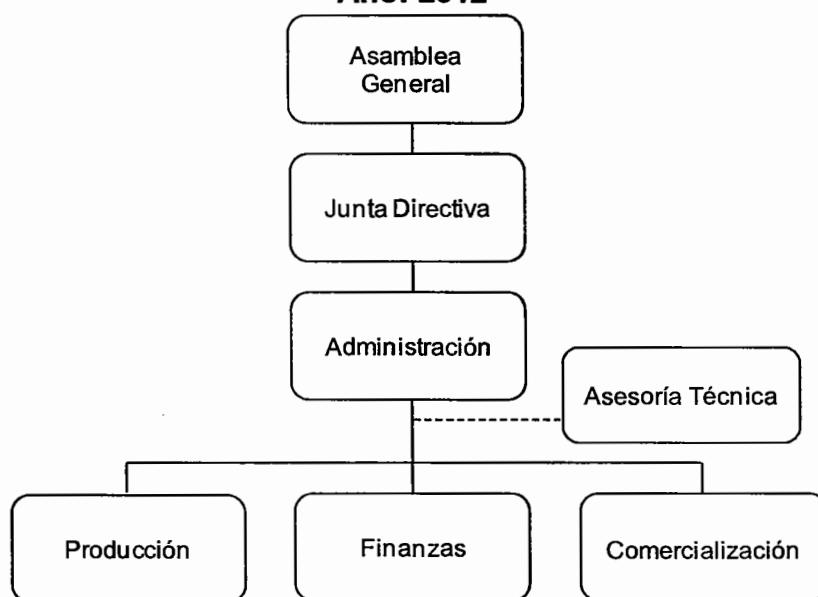 Asamblea
General
Junta Directiva
Administración
Asesoría Técnica
Producción
Finanzas
Comercialización